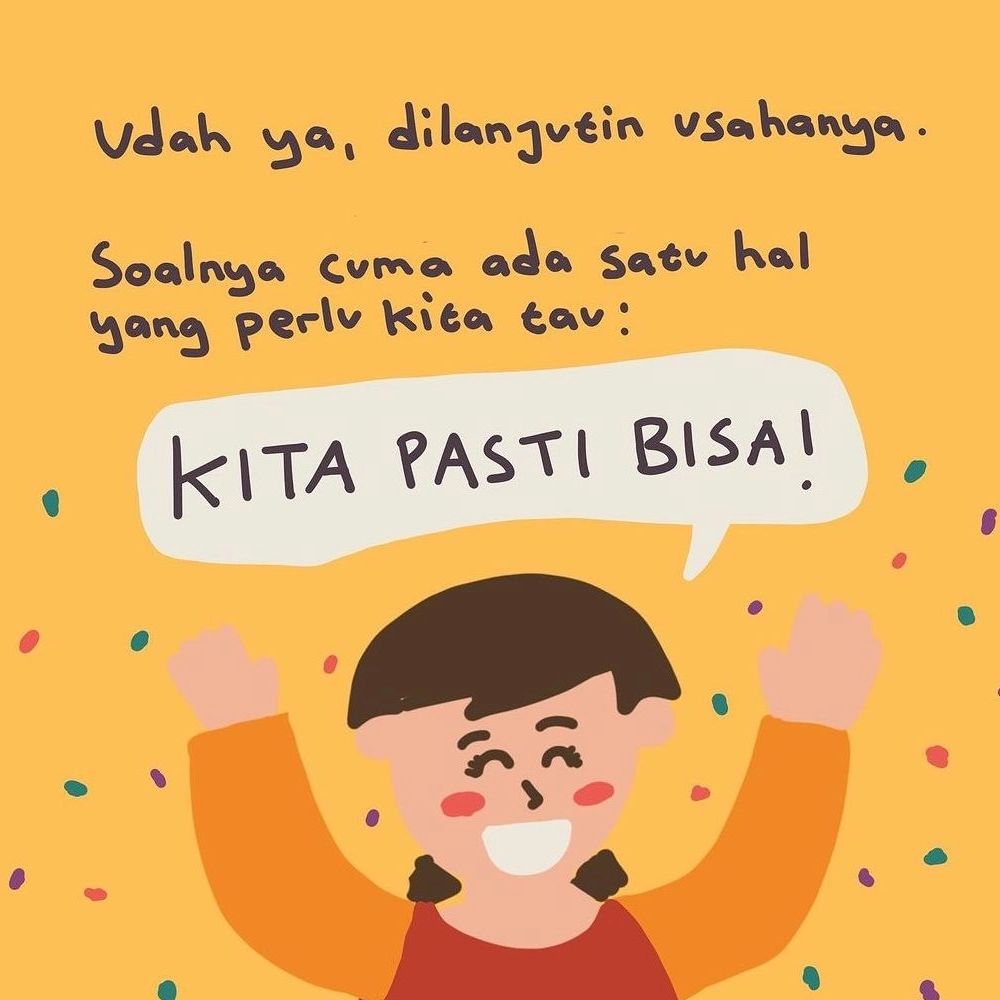 Udah ya, dilanjutin usahanya.
Soalnya cuma ada satu hal
yang perlu kita tau:
KITA PASTI BISA!